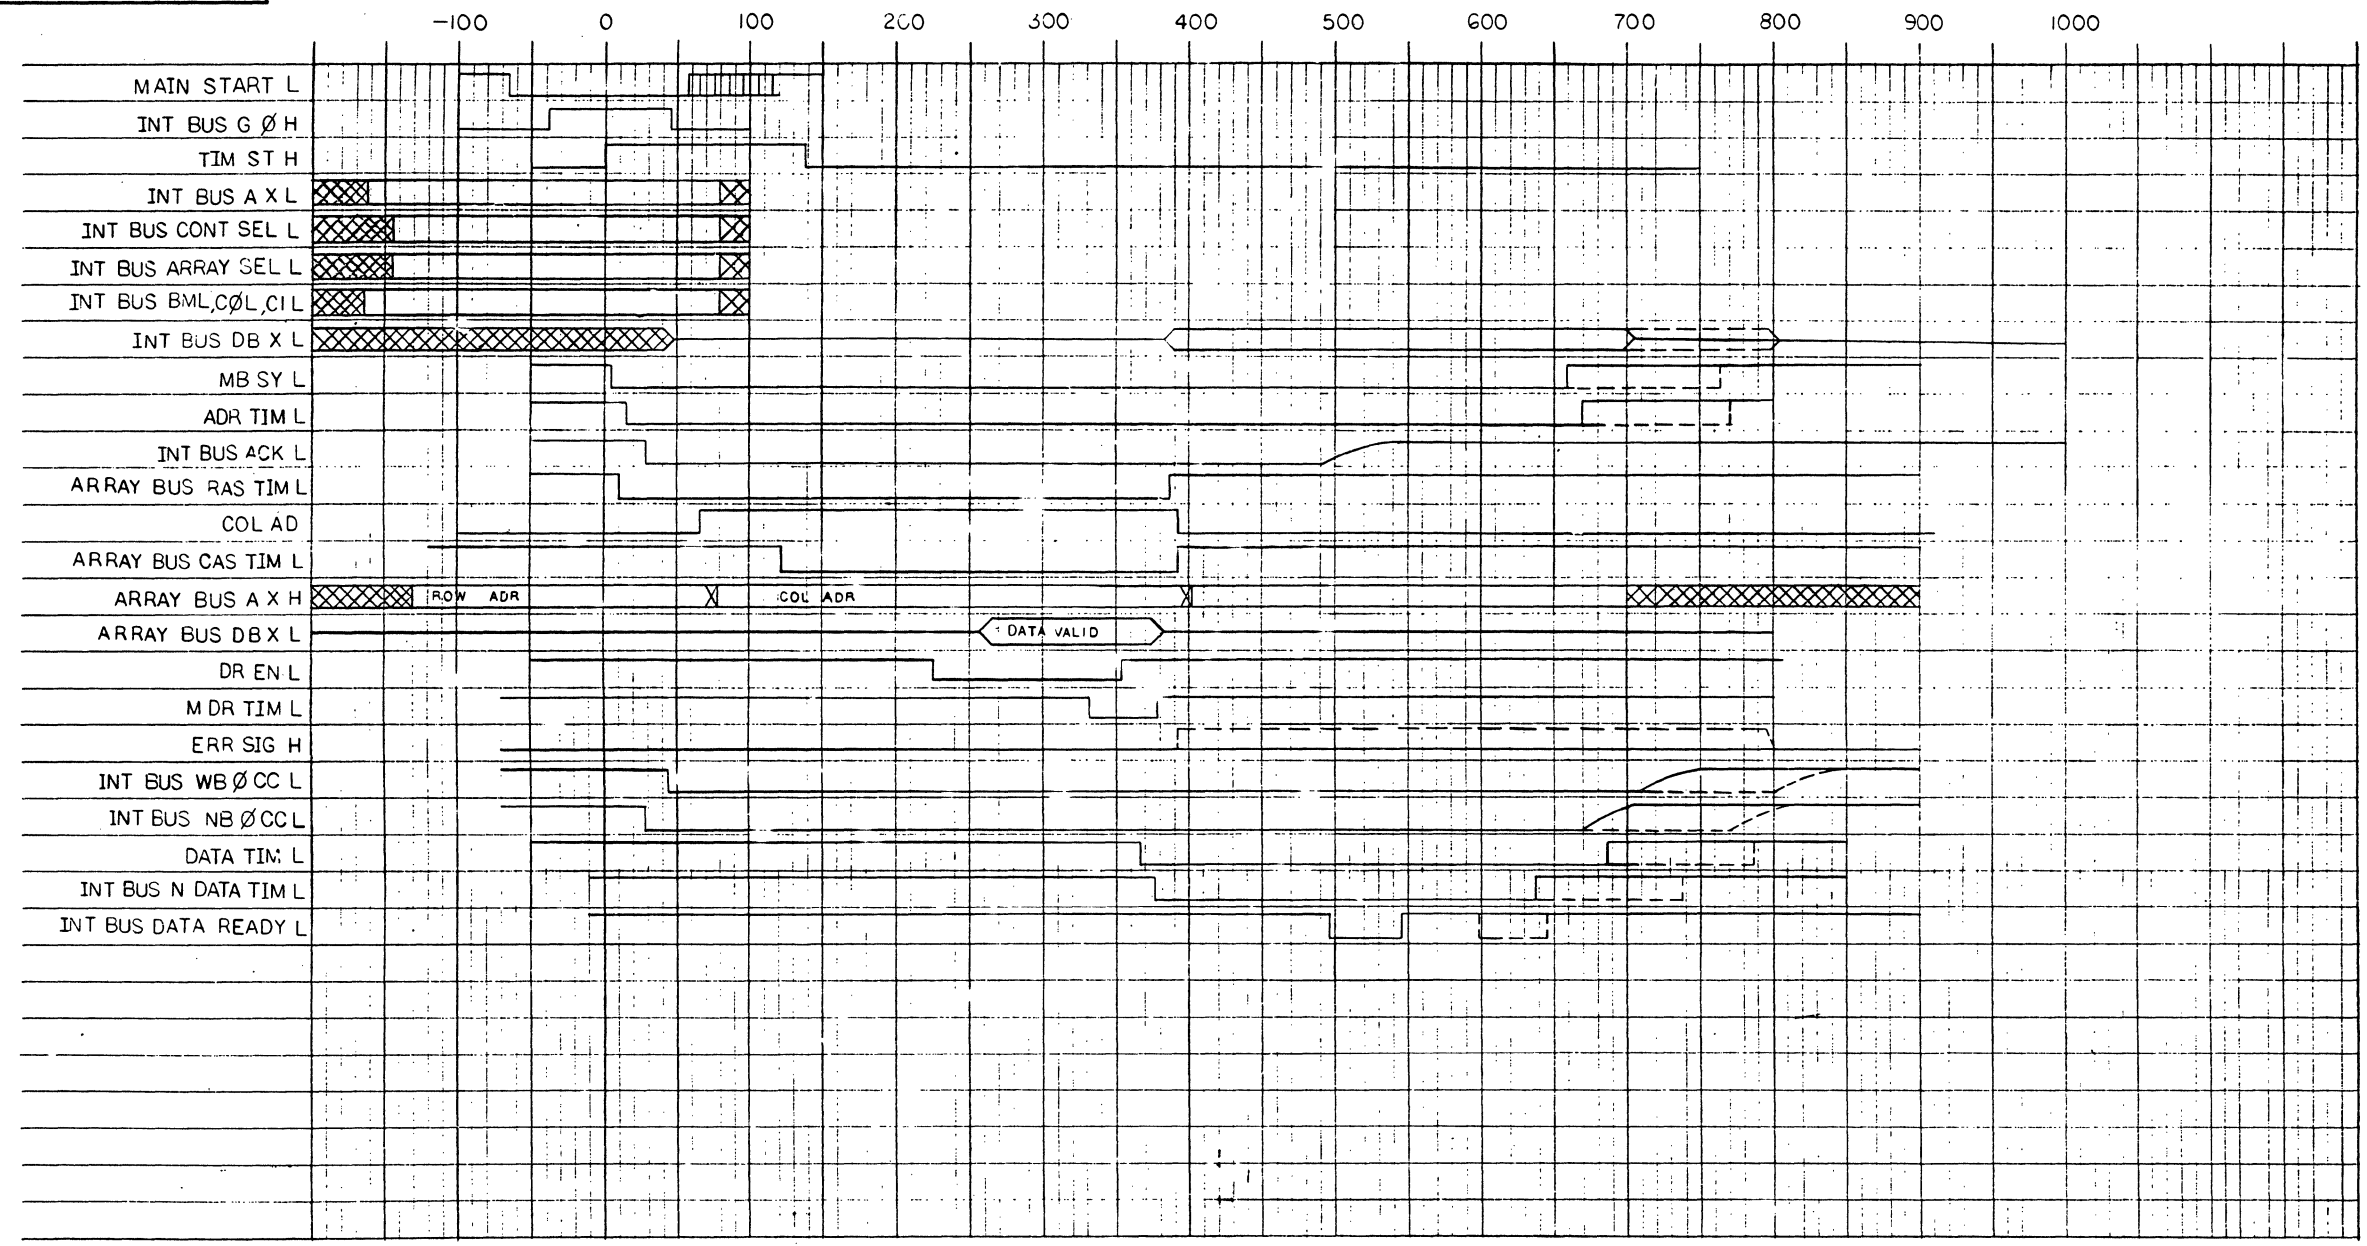 -100 0 100 200 300 400 500 600 700 800 900 1000
MAIN START L
INT BUS G Ø H
TIM ST H
INT BUS A X L
INT BUS CONT SEL L
INT BUS ARRAY SEL L
INT BUS BML,CØL,CIL
INT BUS DB X L
MB SY L
ADR TIM L
INT BUS ACK L
ARRAY BUS RAS TIM L
COL AD
ARRAY BUS CAS TIM L
ARRAY BUS A X H ROW ADR COL ADR
ARRAY BUS DBX L DATA VALID
DR EN L
M DR TIM L
ERR SIG H
INT BUS WB Ø CC L
INT BUS NB Ø CC L
DATA TIM L
INT BUS N DATA TIM L
INT BUS DATA READY L